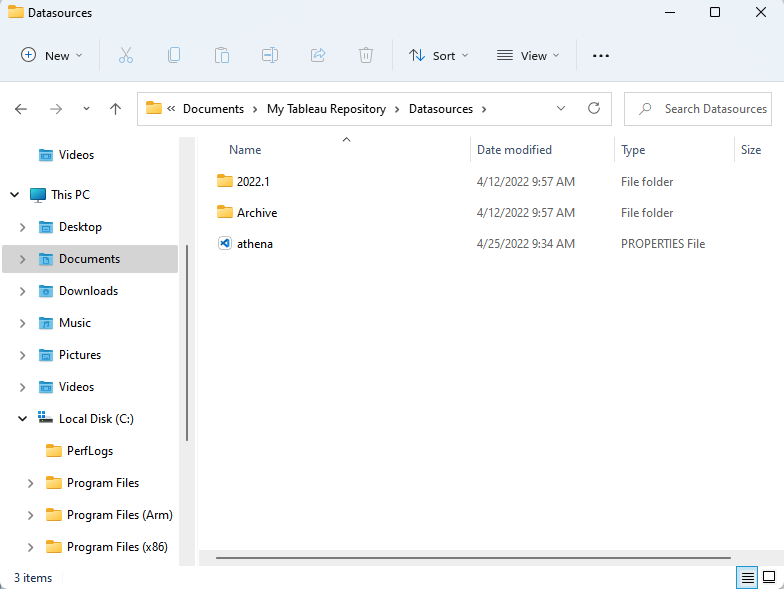 Datasources
New
Sort
View
« Documents > My Tableau Repository > Datasources >
Search Datasources
Videos
This PC
Desktop
Documents
Downloads
Music
Pictures
Videos
Local Disk (C:)
PerfLogs
Program Files
Program Files (Arm)
Program Files (x86)
Name Date modified Type Size
2022.1 4/12/2022 9:57 AM File folder
Archive 4/12/2022 9:57 AM File folder
athena 4/25/2022 9:34 AM PROPERTIES File
3 items